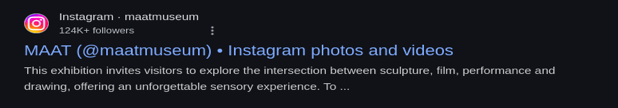 Instagram · maatmuseum
124K+ followers
MAAT (@maatmuseum) • Instagram photos and videos
This exhibition invites visitors to explore the intersection between sculpture, film, performance and
drawing, offering an unforgettable sensory experience. To ...